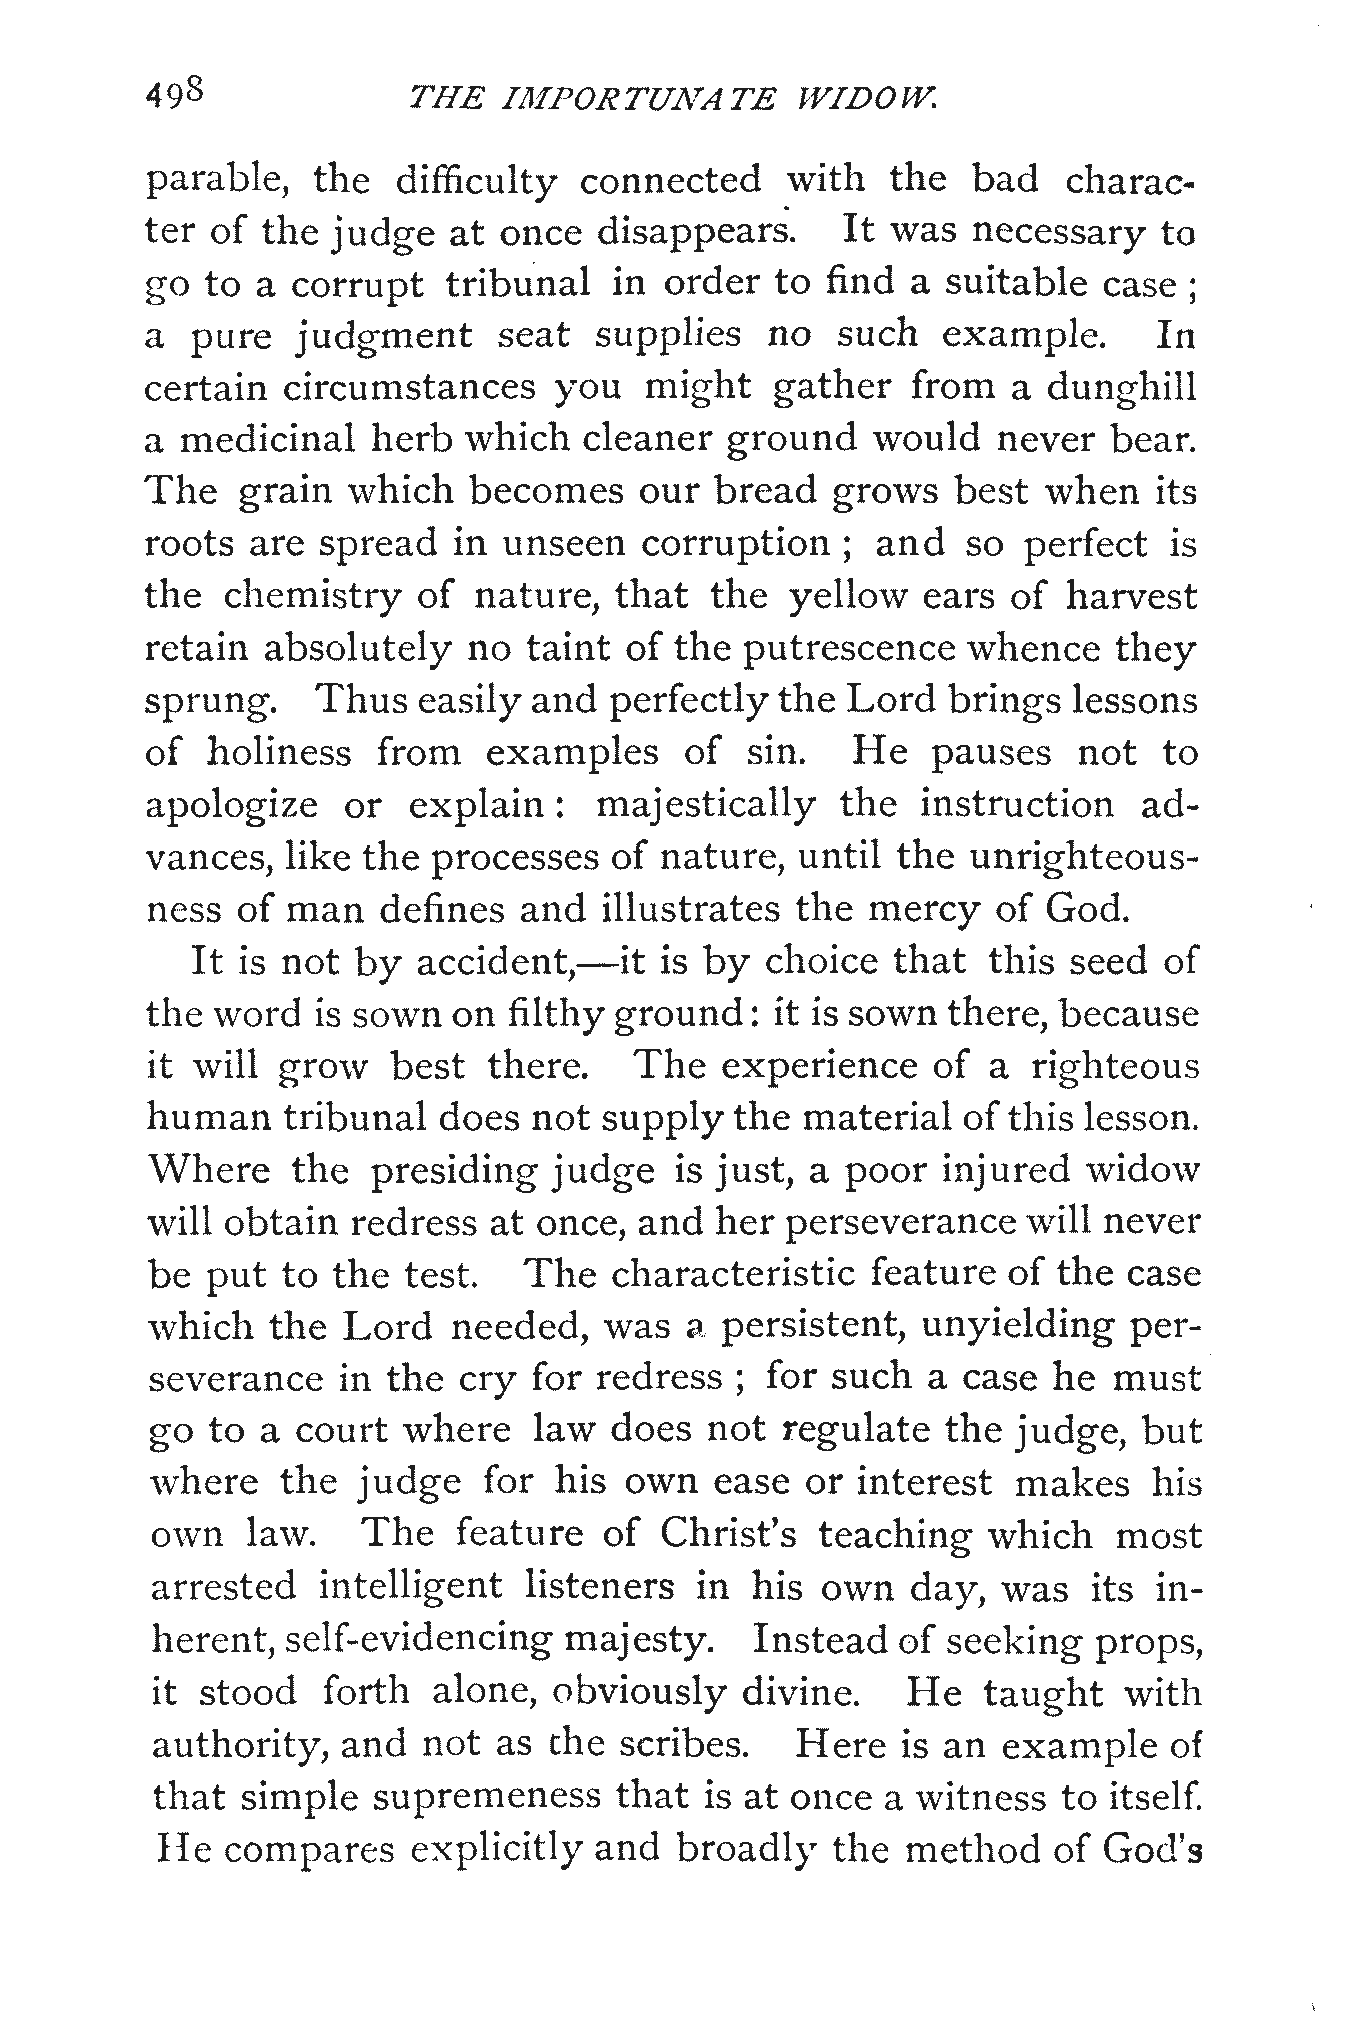 498 THE IMPORTUNATE WIDOW.
parable, the difficulty connected with the bad charac-
ter of the judge at once disappears. It was necessary to
go to a corrupt tribunal in order to find a suitable case ;
a pure judgment seat supplies no such example. In
certain circumstances you might gather from a dunghill
a medicinal herb which cleaner ground would never bear.
The grain which becomes our bread grows best when its
roots are spread in unseen corruption ; and so perfect is
the chemistry of nature, that the yellow ears of harvest
retain absolutely no taint of the putrescence whence they
sprung. Thus easily and perfectly the Lord brings lessons
of holiness from examples of sin. He pauses not to
apologize or explain : majestically the instruction ad-
vances, like the processes of nature, until the unrighteous-
ness of man defines and illustrates the mercy of God.
It is not by accident,—it is by choice that this seed of
the word is sown on filthy ground: it is sown there, because
it will grow best there. The experience of a righteous
human tribunal does not supply the material of this lesson.
Where the presiding judge is just, a poor injured widow
will obtain redress at once, and her perseverance will never
be put to the test. The characteristic feature of the case
which the Lord needed, was a persistent, unyielding per-
severance in the cry for redress ; for such a case he must
go to a court where law does not regulate the judge, but
where the judge for his own ease or interest makes his
own law. The feature of Christ's teaching which most
arrested intelligent listeners in his own day, was its in-
herent, self-evidencing majesty. Instead of seeking props,
it stood forth alone, obviously divine. He taught with
authority, and not as the scribes. Here is an example of
that simple supremeness that is at once a witness to itself.
He compares explicitly and broadly the method of God's